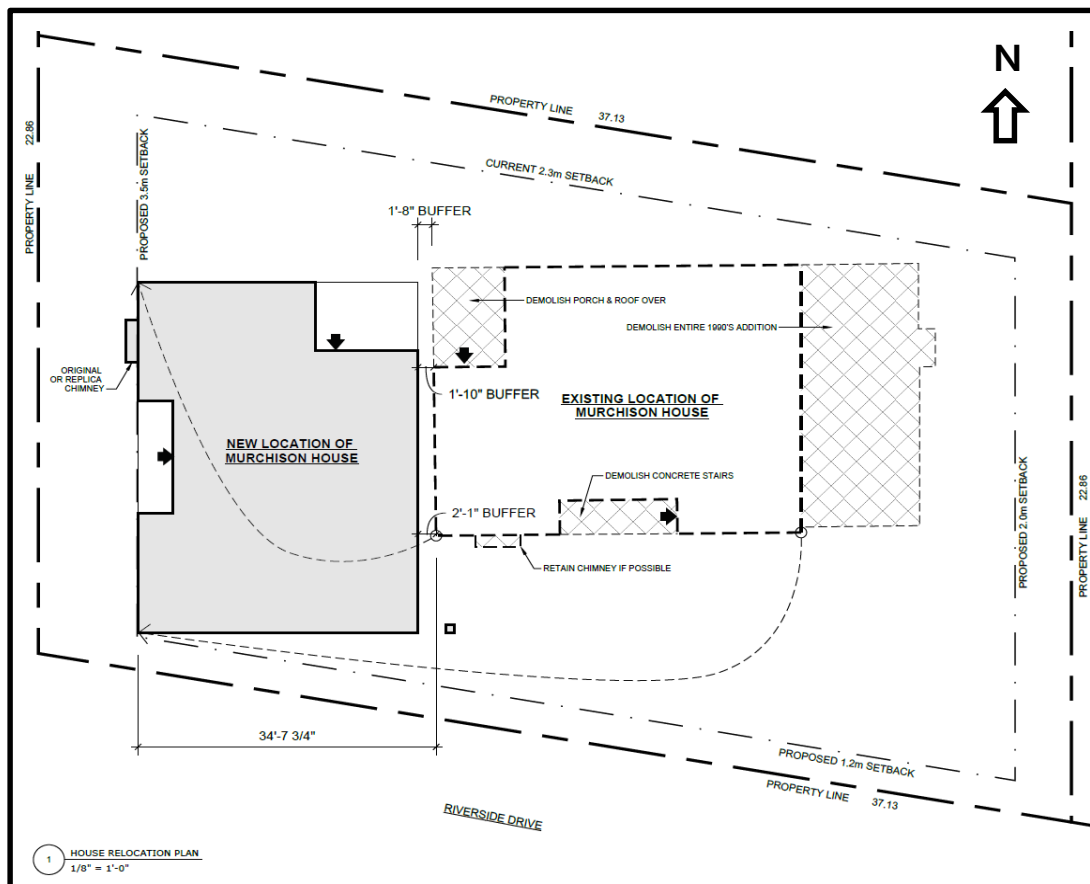 N
PROPERTY LINE 37.13
PROPERTY LINE 22.86
PROPOSED 3.5m SETBACK
CURRENT 2.3m SETBACK
1'-8" BUFFER
DEMOLISH PORCH & ROOF OVER
DEMOLISH ENTIRE 1990'S ADDITION
ORIGINAL
OR REPLICA
CHIMNEY
1'-10" BUFFER
EXISTING LOCATION OF
MURCHISON HOUSE
NEW LOCATION OF
MURCHISON HOUSE
DEMOLISH CONCRETE STAIRS
2'-1" BUFFER
RETAIN CHIMNEY IF POSSIBLE
PROPOSED 2.0m SETBACK
PROPERTY LINE 22.86
34'-7 3/4"
PROPOSED 1.2m SETBACK
PROPERTY LINE 37.13
RIVERSIDE DRIVE
1 HOUSE RELOCATION PLAN
1/8" = 1'-0"